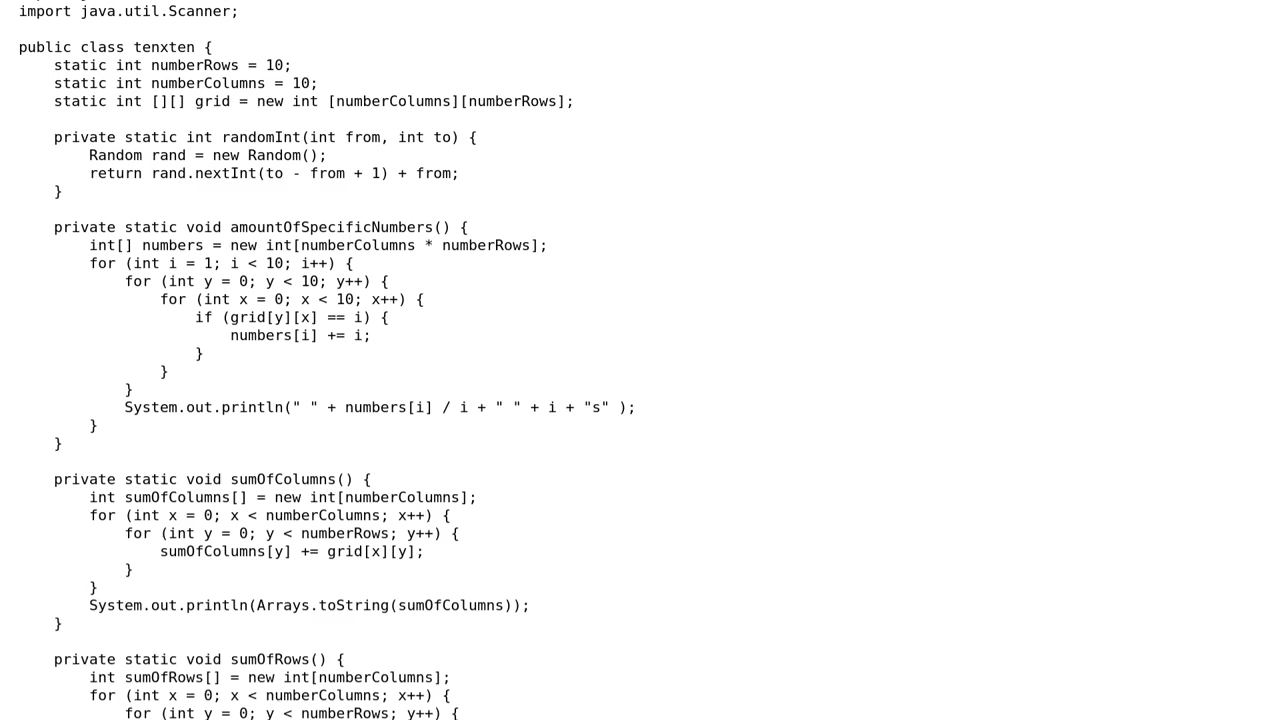 import java.util.Scanner;

public class tenxten {
    static int numberRows = 10;
    static int numberColumns = 10;
    static int [][] grid = new int [numberColumns][numberRows];

    private static int randomInt(int from, int to) {
        Random rand = new Random();
        return rand.nextInt(to - from + 1) + from;
    }

    private static void amountOfSpecificNumbers() {
        int[] numbers = new int[numberColumns * numberRows];
        for (int i = 1; i < 10; i++) {
            for (int y = 0; y < 10; y++) {
                for (int x = 0; x < 10; x++) {
                    if (grid[y][x] == i) {
                        numbers[i] += i;
                    }
                }
            }
            System.out.println(" " + numbers[i] / i + " " + i + "s" );
        }
    }

    private static void sumOfColumns() {
        int sumOfColumns[] = new int[numberColumns];
        for (int x = 0; x < numberColumns; x++) {
            for (int y = 0; y < numberRows; y++) {
                sumOfColumns[y] += grid[x][y];
            }
        }
        System.out.println(Arrays.toString(sumOfColumns));
    }

    private static void sumOfRows() {
        int sumOfRows[] = new int[numberColumns];
        for (int x = 0; x < numberColumns; x++) {
            for (int y = 0; y < numberRows; y++) {